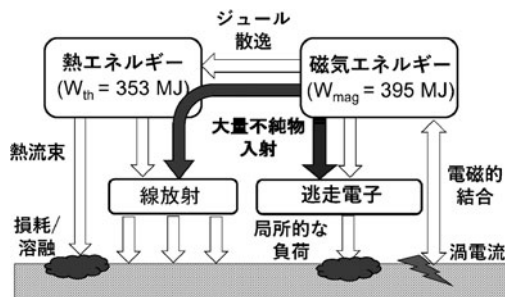 ジュール
散逸
熱エネルギー
(Wth = 353 MJ)
磁気エネルギー
(Wmag = 395 MJ)
大量不純物
入射
熱流束
線放射
逃走電子
電磁的
結合
損耗/
溶融
局所的な
負荷
渦電流